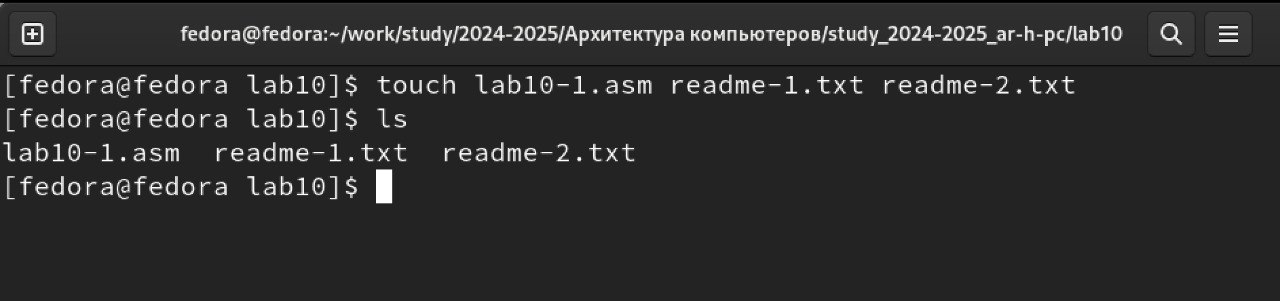 fedora@fedora:~/work/study/2024-2025/Архитектура компьютеров/study_2024-2025_ar-h-pc/lab10
[fedora@fedora lab10]$ touch lab10-1.asm readme-1.txt readme-2.txt
[fedora@fedora lab10]$ ls
lab10-1.asm  readme-1.txt  readme-2.txt
[fedora@fedora lab10]$